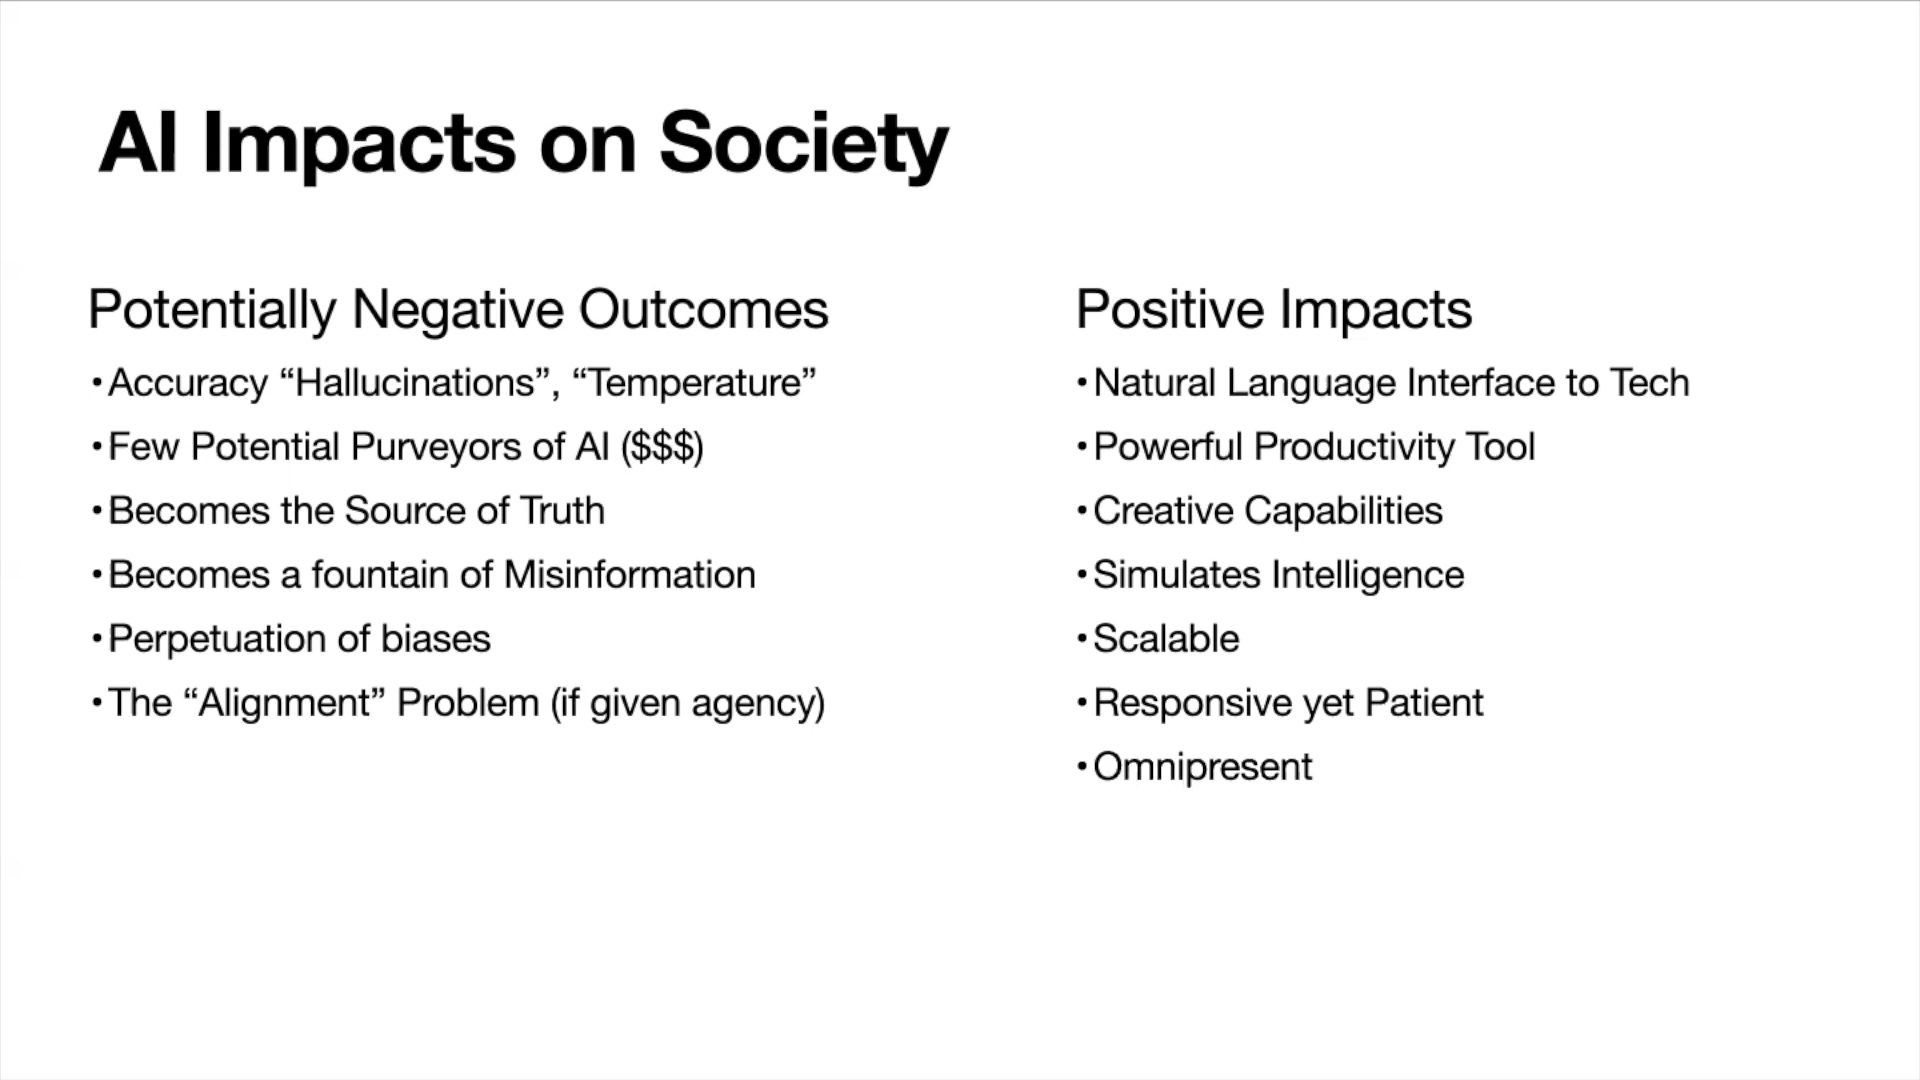 AI Impacts on Society
Potentially Negative Outcomes
•Accuracy “Hallucinations”, “Temperature”
•Few Potential Purveyors of AI ($$$)
•Becomes the Source of Truth
•Becomes a fountain of Misinformation
•Perpetuation of biases
•The “Alignment” Problem (if given agency)
Positive Impacts
•Natural Language Interface to Tech
•Powerful Productivity Tool
•Creative Capabilities
•Simulates Intelligence
•Scalable
•Responsive yet Patient
•Omnipresent